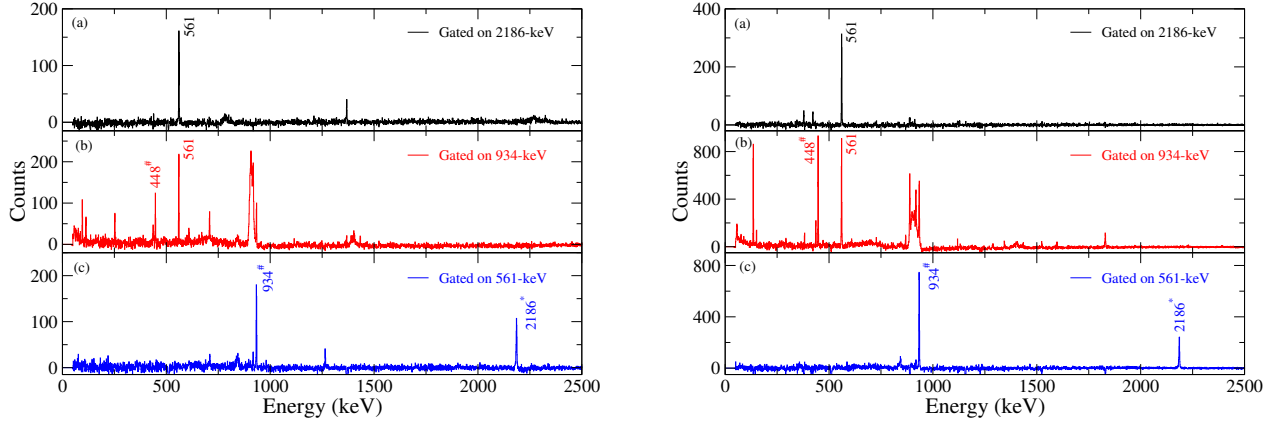 200
150
100
50
0
(a)
561
Gated on 2186-keV
Counts
200
100
0
(b)
448#
561
Gated on 934-keV
200
100
0
(c)
934#
2186*
Gated on 561-keV
0 500 1000 1500 2000 2500
Energy (keV)
400
200
0
(a)
561
Gated on 2186-keV
Counts
800
400
0
(b)
448#
561
Gated on 934-keV
800
400
0
(c)
934#
2186*
Gated on 561-keV
0 500 1000 1500 2000 2500
Energy (keV)